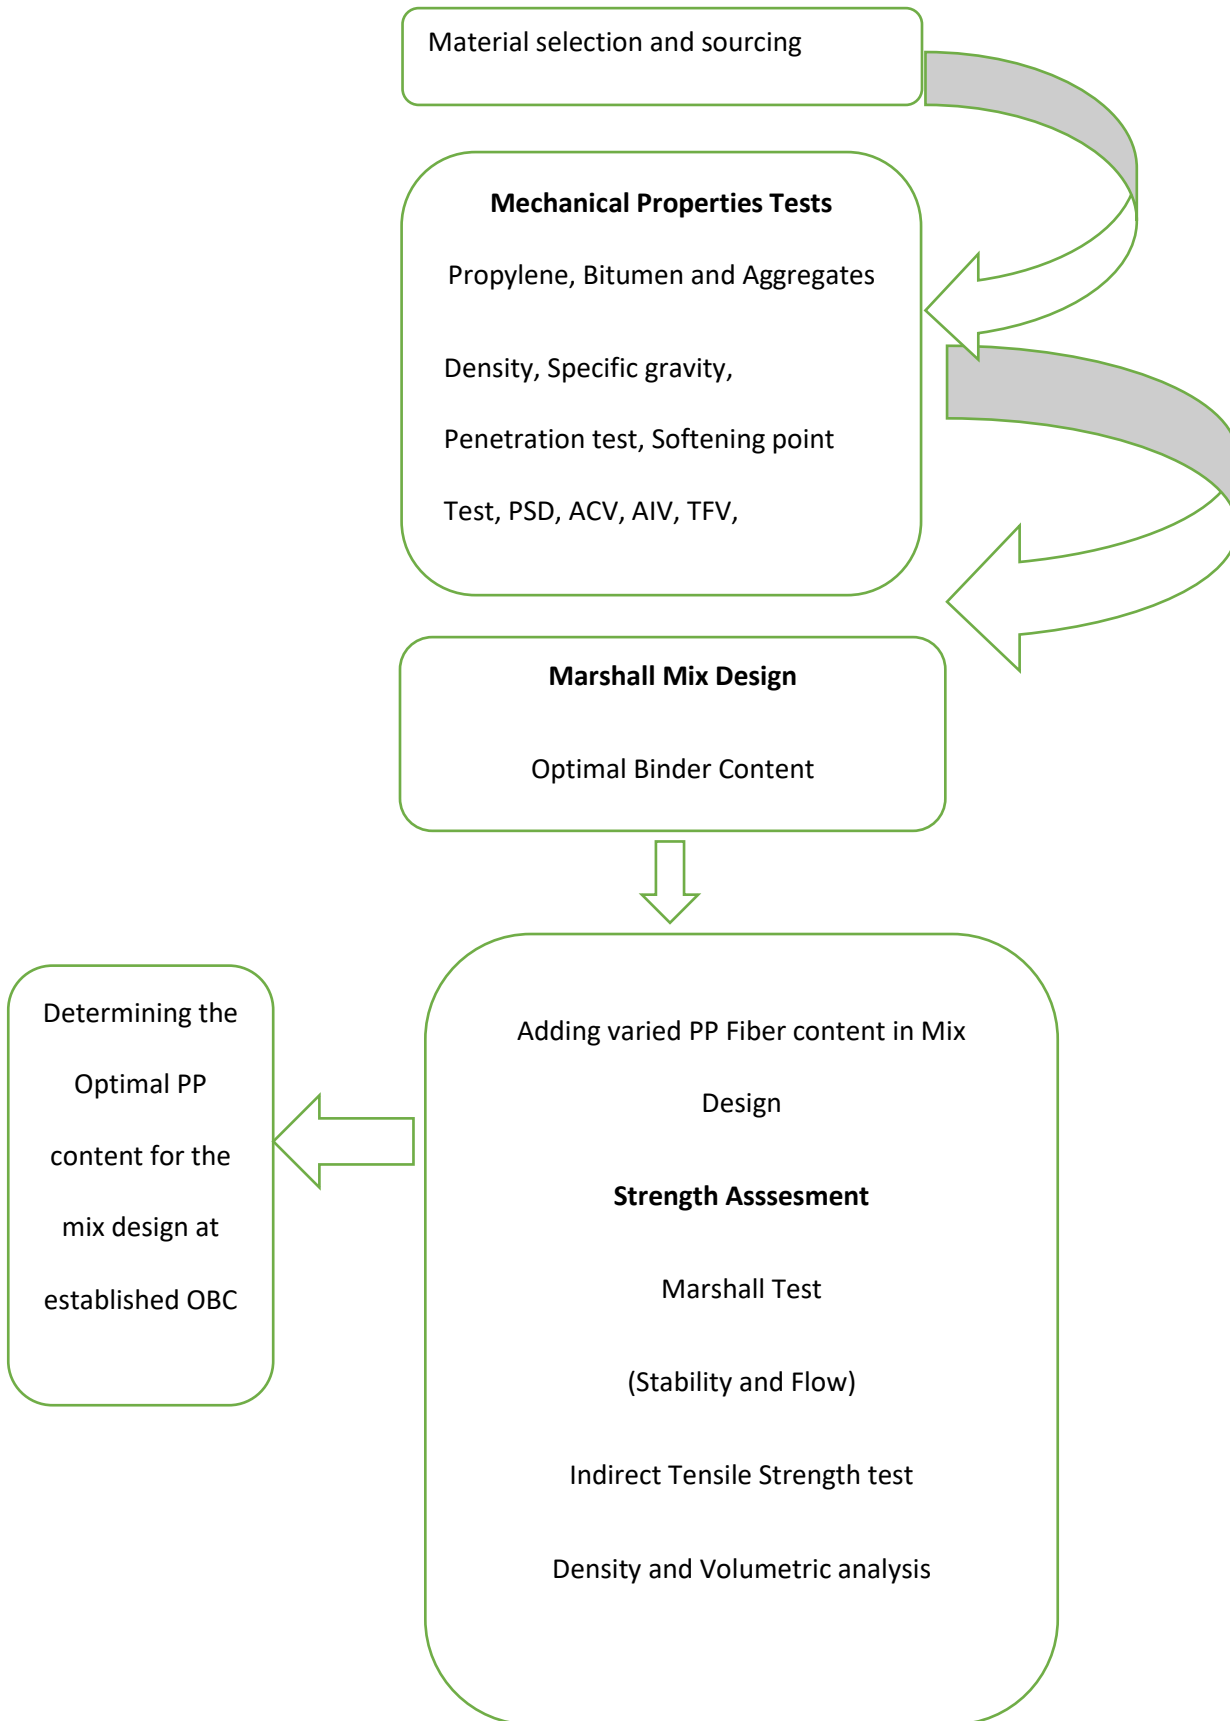 Material selection and sourcing
Mechanical Properties Tests
Propylene, Bitumen and Aggregates
Density, Specific gravity,
Penetration test, Softening point
Test, PSD, ACV, AIV, TFV,
Marshall Mix Design
Optimal Binder Content
Adding varied PP Fiber content in Mix
Design
Strength Asssesment
Marshall Test
(Stability and Flow)
Indirect Tensile Strength test
Density and Volumetric analysis
Determining the
Optimal PP
content for the
mix design at
established OBC